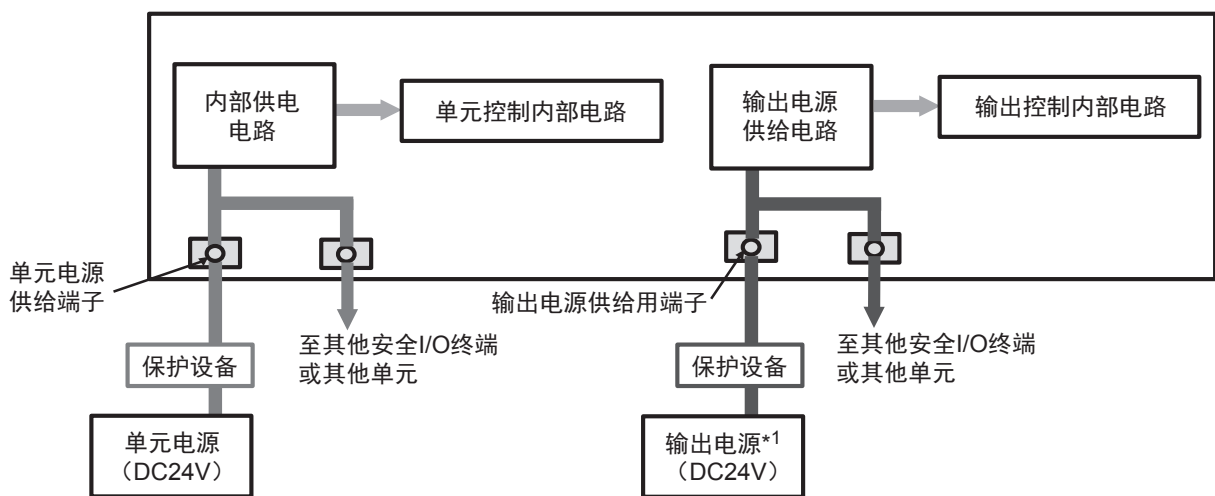 内部供电
电路
单元控制内部电路
输出电源
供给电路
输出控制内部电路
单元电源
供给端子
输出电源供给用端子
保护设备
至其他安全I/O终端
或其他单元
保护设备
至其他安全I/O终端
或其他单元
单元电源
（DC24V）
输出电源*1
（DC24V）